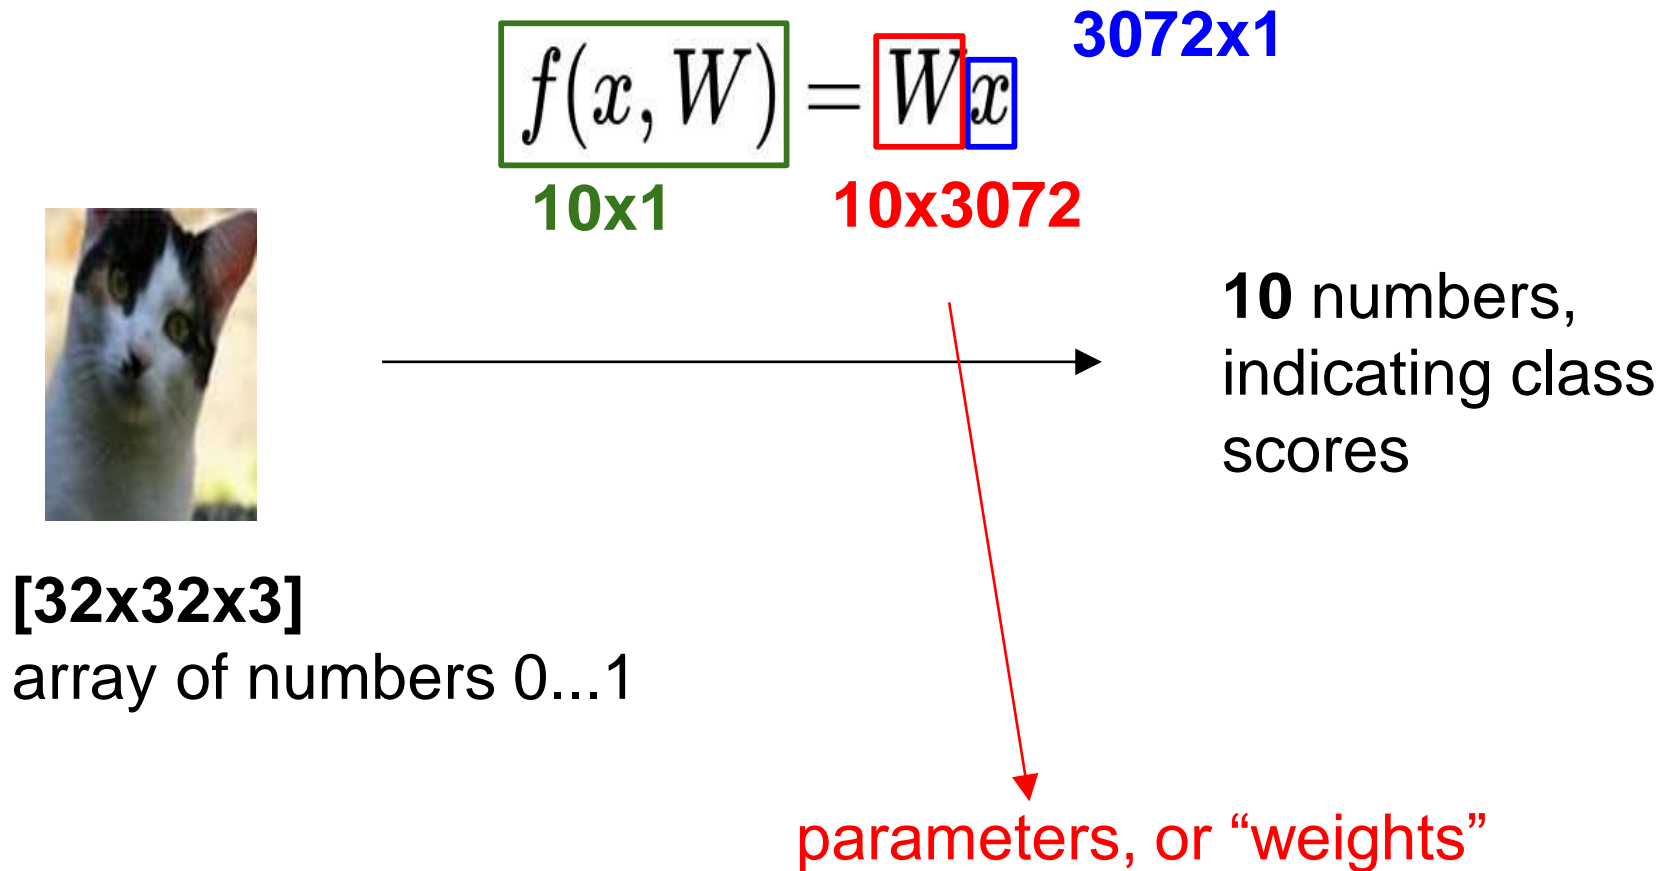 3072x1
f(x, W) = Wx
10x1 10x3072
10 numbers,
indicating class
scores
[32x32x3]
array of numbers 0...1
parameters, or “weights”